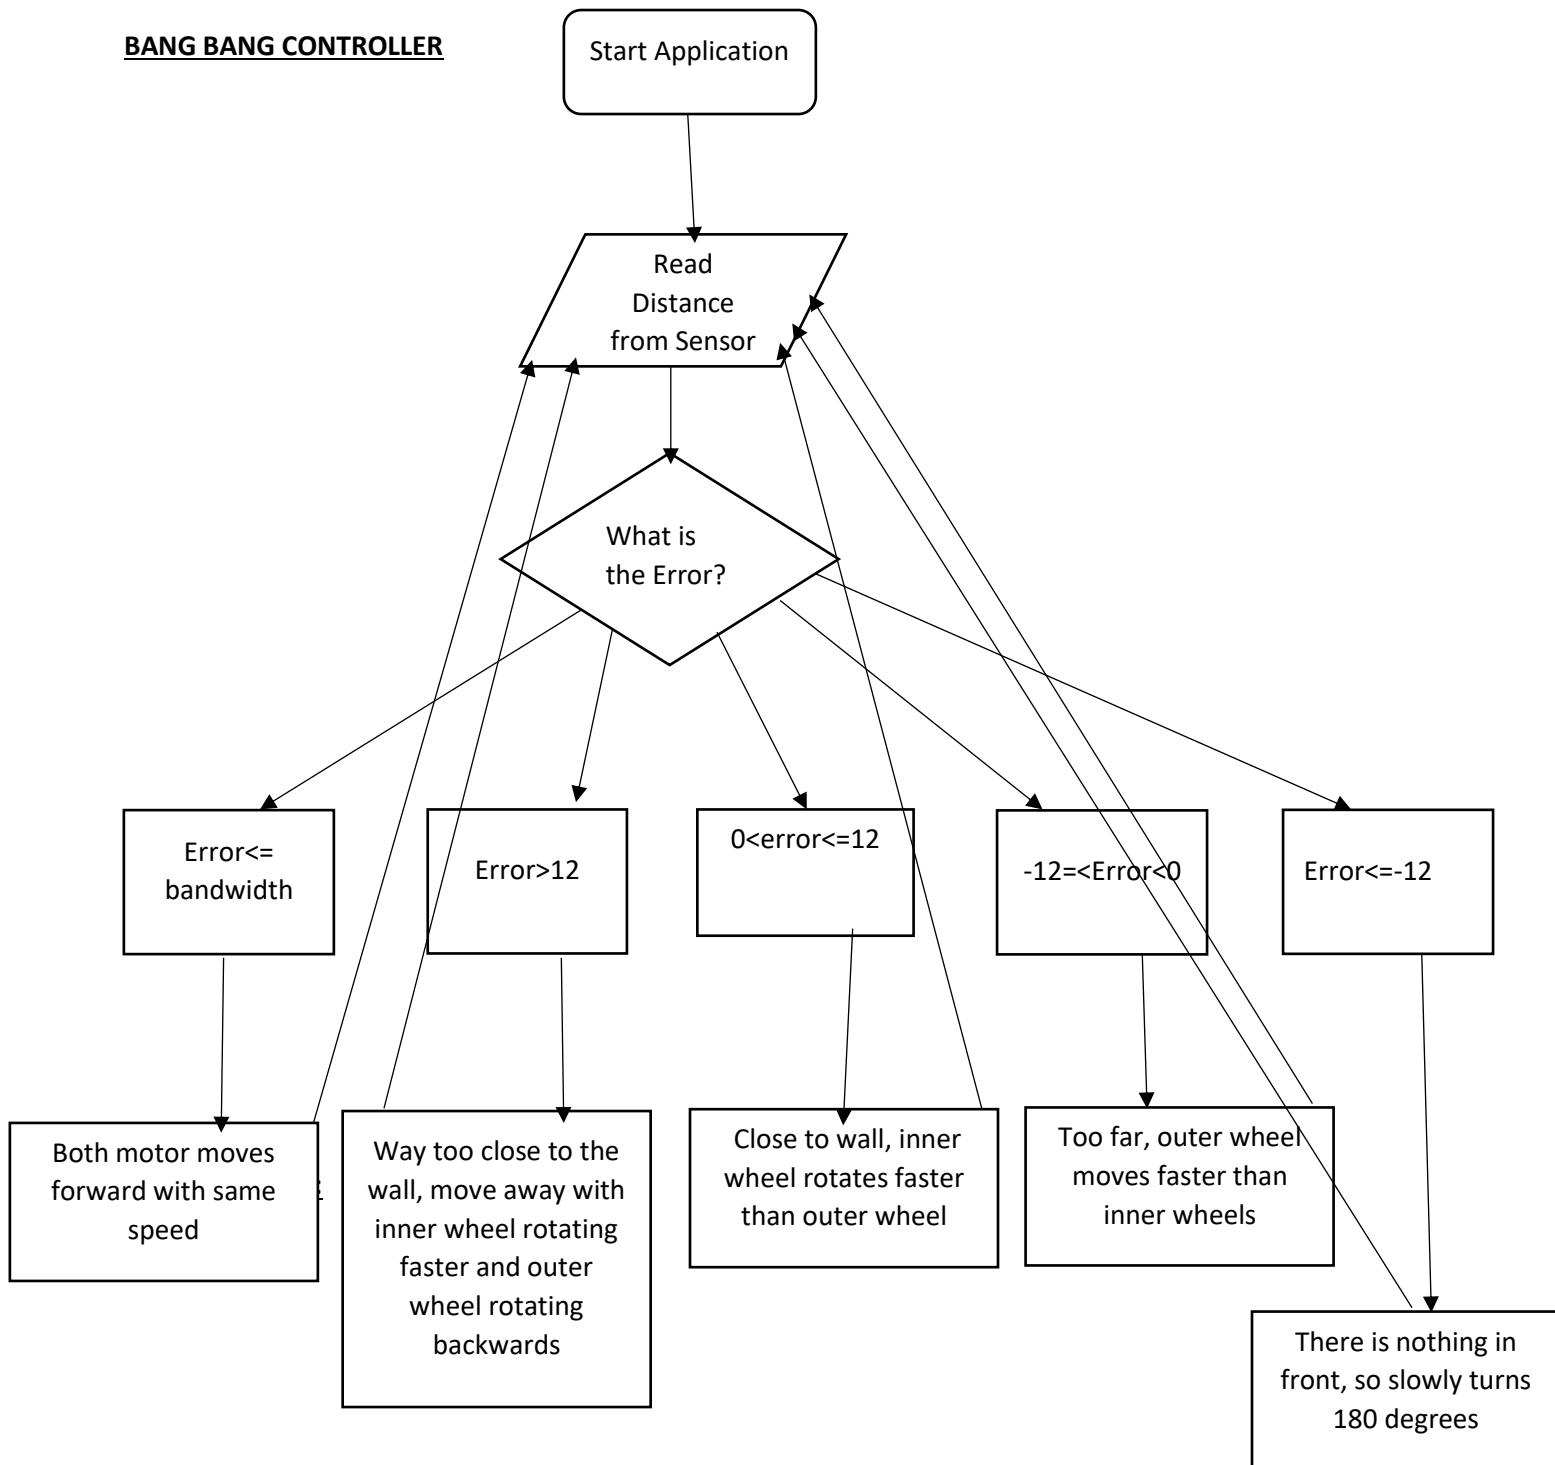 BANG BANG CONTROLLER
Start Application
Read
Distance
from Sensor
What is
the Error?
Error<=
bandwidth
Error>12
0<error<=12
-12=<Error<0
Error<=-12
Both motor moves
forward with same
speed
Way too close to the
wall, move away with
inner wheel rotating
faster and outer
wheel rotating
backwards
Close to wall, inner
wheel rotates faster
than outer wheel
Too far, outer wheel
moves faster than
inner wheels
There is nothing in
front, so slowly turns
180 degrees